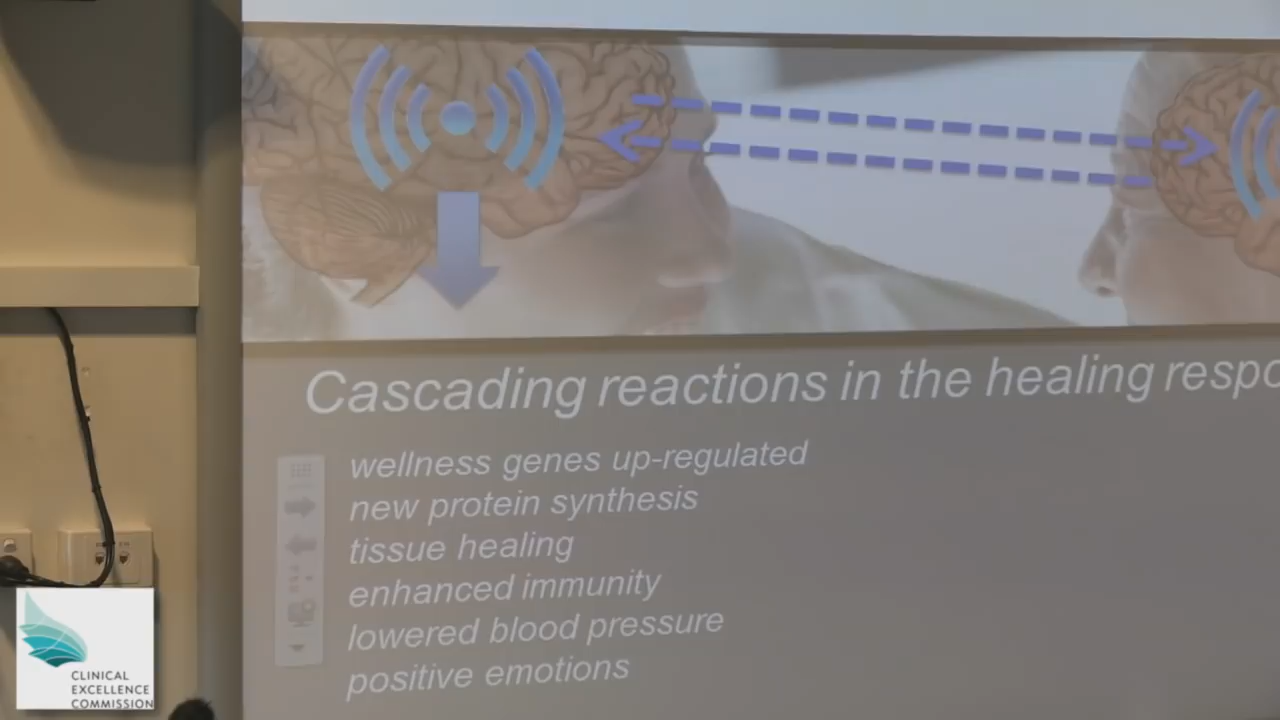 Cascading reactions in the healing respo
wellness genes up-regulated
new protein synthesis
tissue healing
enhanced immunity
lowered blood pressure
positive emotions
CLINICAL
EXCELLENCE
COMMISSION